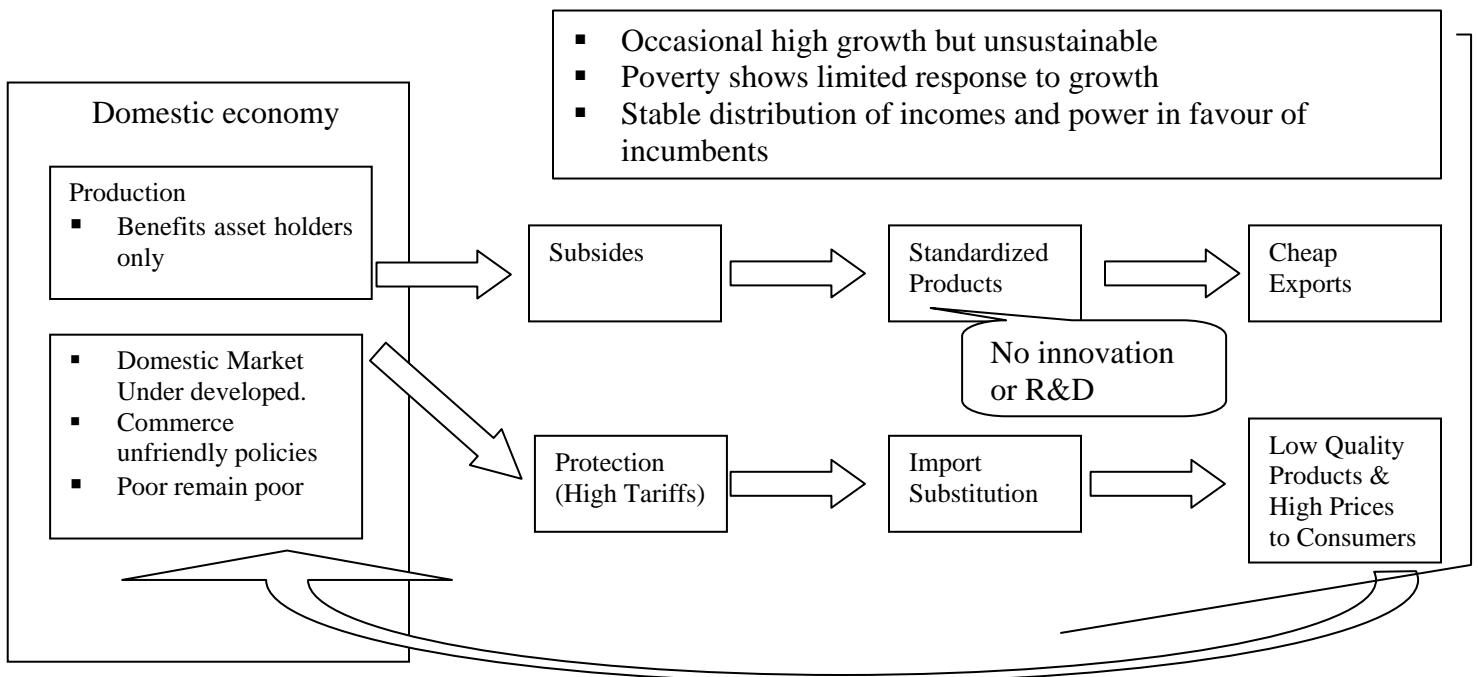 ▪ Occasional high growth but unsustainable
▪ Poverty shows limited response to growth
▪ Stable distribution of incomes and power in favour of
incumbents
Domestic economy
Production
▪ Benefits asset holders
only
Subsides
Standardized
Products
Cheap
Exports
No innovation
or R&D
▪ Domestic Market
Under developed.
▪ Commerce
unfriendly policies
▪ Poor remain poor
Protection
(High Tariffs)
Import
Substitution
Low Quality
Products &
High Prices
to Consumers